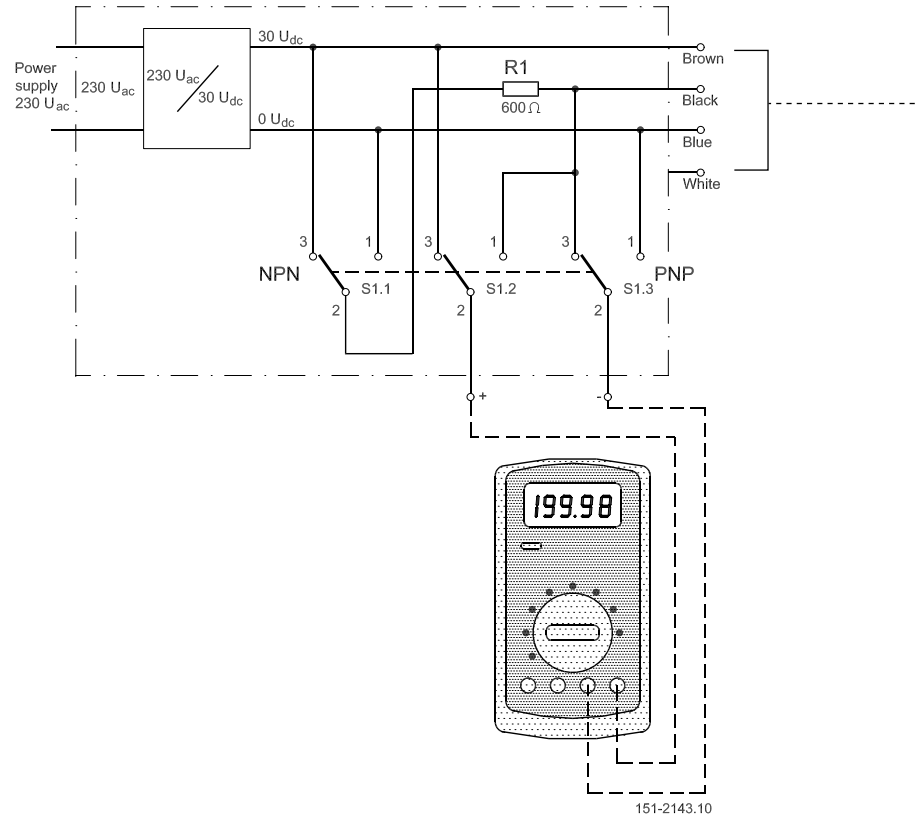 30 Udc
Brown
Power
supply
230 Uac
230 Uac
230 Uac
30 Udc
R1
600 Ω
Black
0 Udc
Blue
White
3
1
3
1
3
1
NPN
S1.1
S1.2
S1.3
PNP
2
2
2
+
-
199.98
151-2143.10